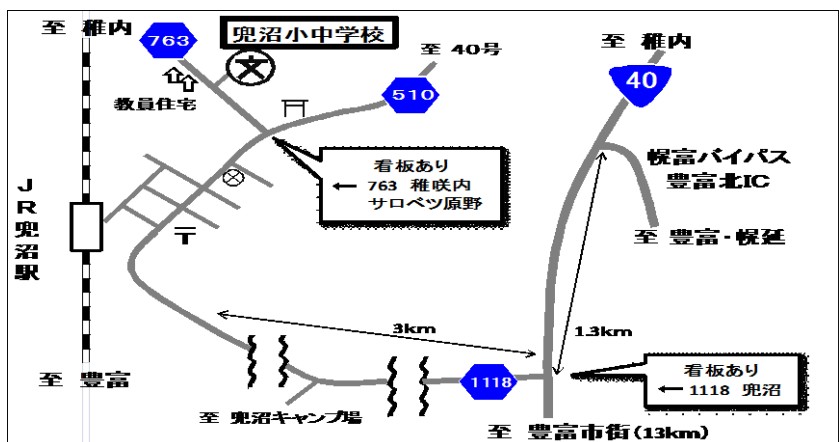 至 稚内
763
兜沼小中学校
文
至 40号
至 稚内
40
教員住宅
510
看板あり
← 763 稚咲内
サロベツ原野
幌富バイパス
豊富北IC
至 豊富・幌延
JR兜沼駅
〒
3km
13km
至 豊富
1118
看板あり
← 1118 兜沼
至 兜沼キャンプ場
至 豊富市街(13km)